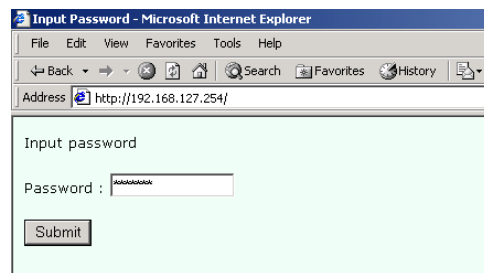 Input Password - Microsoft Internet Explorer
File Edit View Favorites Tools Help
Back Search Favorites History
Address http://192.168.127.254/
Input password
Password : *******
Submit